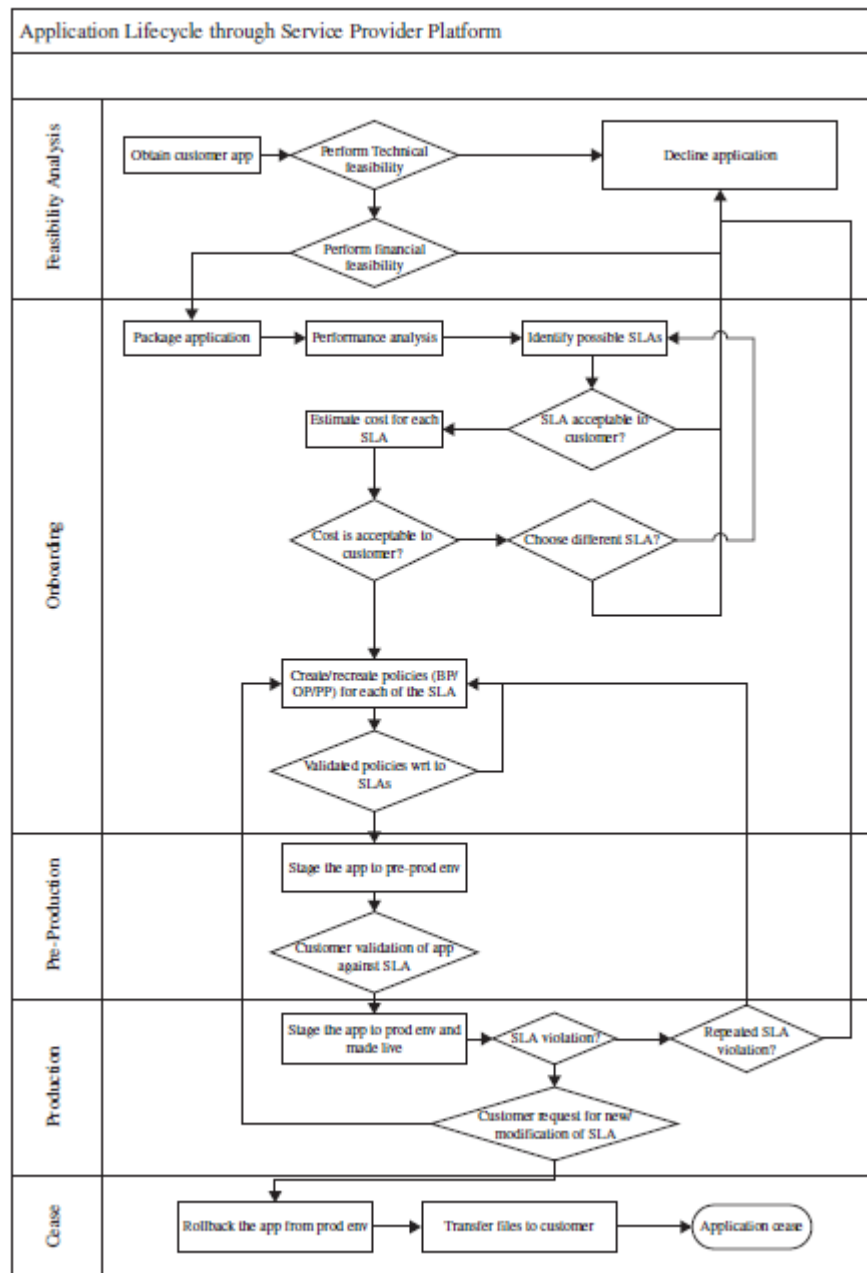 Application Lifecycle through Service Provider Platform
Feasibility Analysis
Obtain customer app
Perform Technical
feasibility
Decline application
Perform financial
feasibility
Onboarding
Package application
Performance analysis
Identify possible SLAs
Estimate cost for each
SLA
SLA acceptable to
customer?
Cost is acceptable to
customer?
Choose different SLA?
Create/recreate policies (BP/
OP/PP) for each of the SLA
Validated policies wrt to
SLAs
Pre-Production
Stage the app to pre-prod env
Customer validation of app
against SLA
Production
Stage the app to prod env and
made live
SLA violation?
Repeated SLA
violation?
Customer request for new/
modification of SLA
Cease
Rollback the app from prod env
Transfer files to customer
Application cease